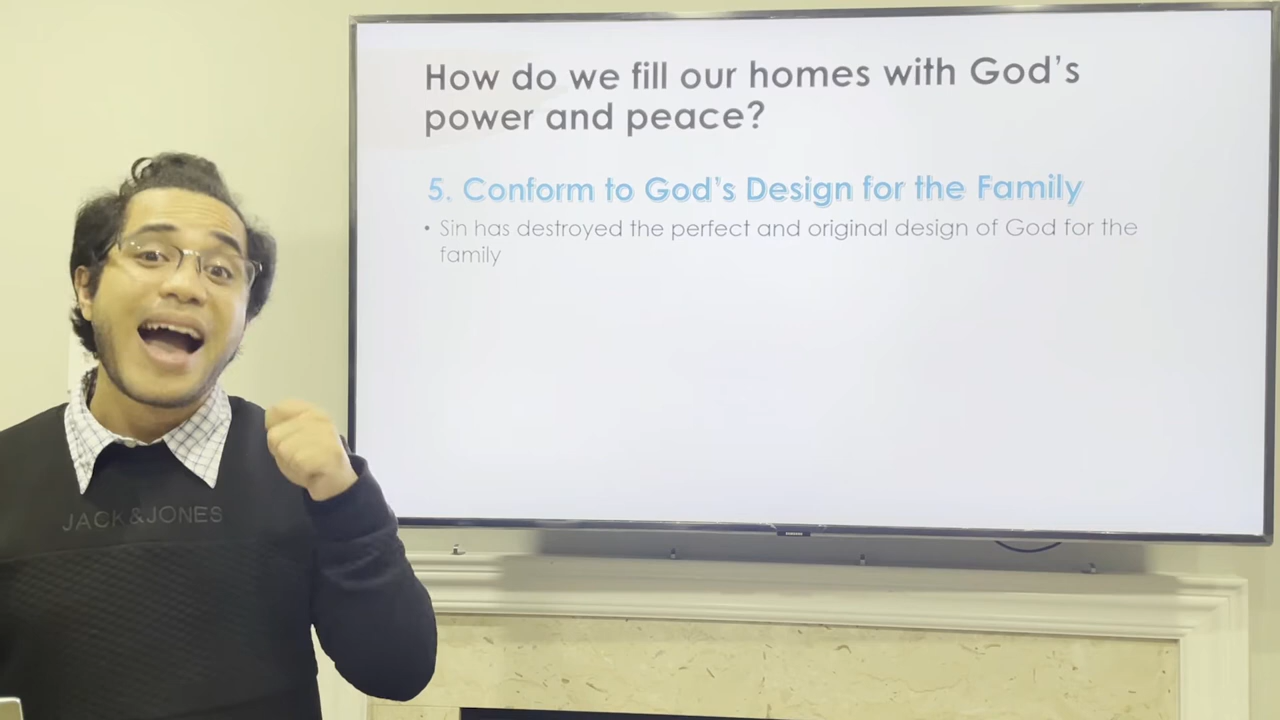 How do we fill our homes with God's
power and peace?
5. Conform to God's Design for the Family
• Sin has destroyed the perfect and original design of God for the
family
JACK&JONES
SAMSUNG